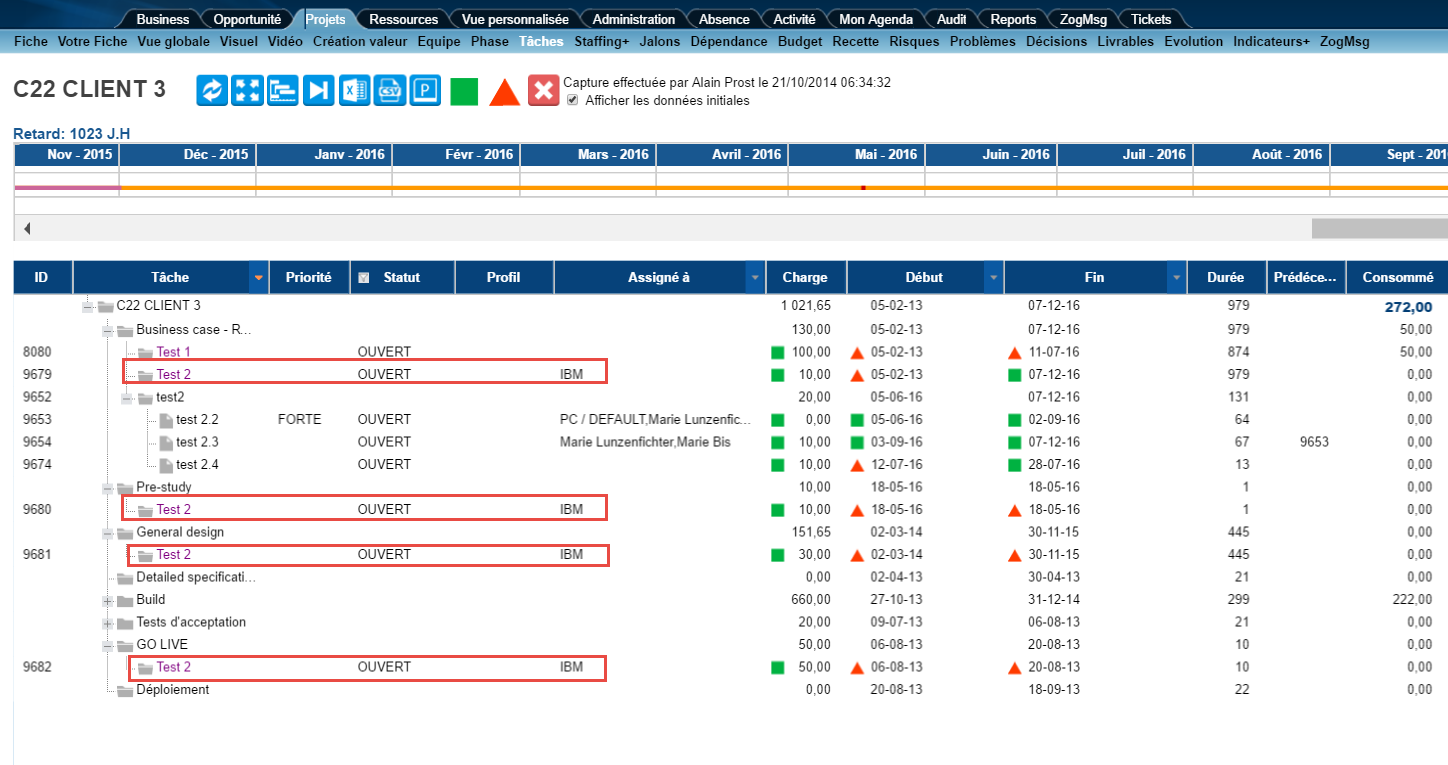 Business Opportunité Projets Ressources Vue personnalisée Administration Absence Activité Mon Agenda Audit Reports ZogMsg Tickets
Fiche Votre Fiche Vue globale Visuel Vidéo Création valeur Equipe Phase Tâches Staffing+ Jalons Dépendance Budget Recette Risques Problèmes Décisions Livrables Evolution Indicateurs+ ZogMsg
C22 CLIENT 3
CSV P Capture effectuée par Alain Prost le 21/10/2014 06:34:32
Afficher les données initiales
Retard: 1023 J.H
Nov - 2015 Déc - 2015 Janv - 2016 Févr - 2016 Mars - 2016 Avril - 2016 Mai - 2016 Juin - 2016 Juil - 2016 Août - 2016 Sept - 201
ID Tâche Priorité Statut Profil Assigné à Charge Début Fin Durée Prédéce... Consommé
C22 CLIENT 3 1 021,65 05-02-13 07-12-16 979 272,00
Business case - R... 130,00 05-02-13 07-12-16 979 50,00
8080 Test 1 OUVERT 100,00 05-02-13 11-07-16 874 50,00
9679 Test 2 OUVERT IBM 10,00 05-02-13 07-12-16 979 0,00
9652 test2 20,00 05-06-16 07-12-16 131 0,00
9653 test 2.2 FORTE OUVERT PC / DEFAULT,Marie Lunzenfic... 0,00 05-06-16 02-09-16 64 0,00
9654 test 2.3 OUVERT Marie Lunzenfichter,Marie Bis 10,00 03-09-16 07-12-16 67 9653 0,00
9674 test 2.4 OUVERT 10,00 12-07-16 28-07-16 13 0,00
Pre-study 10,00 18-05-16 18-05-16 1 0,00
9680 Test 2 OUVERT IBM 10,00 18-05-16 18-05-16 1 0,00
General design 151,65 02-03-14 30-11-15 445 0,00
9681 Test 2 OUVERT IBM 30,00 02-03-14 30-11-15 445 0,00
Detailed specificati... 0,00 02-04-13 30-04-13 21 0,00
Build 660,00 27-10-13 31-12-14 299 222,00
Tests d'acceptation 20,00 09-07-13 06-08-13 21 0,00
GO LIVE 50,00 06-08-13 20-08-13 10 0,00
9682 Test 2 OUVERT IBM 50,00 06-08-13 20-08-13 10 0,00
Déploiement 0,00 20-08-13 18-09-13 22 0,00